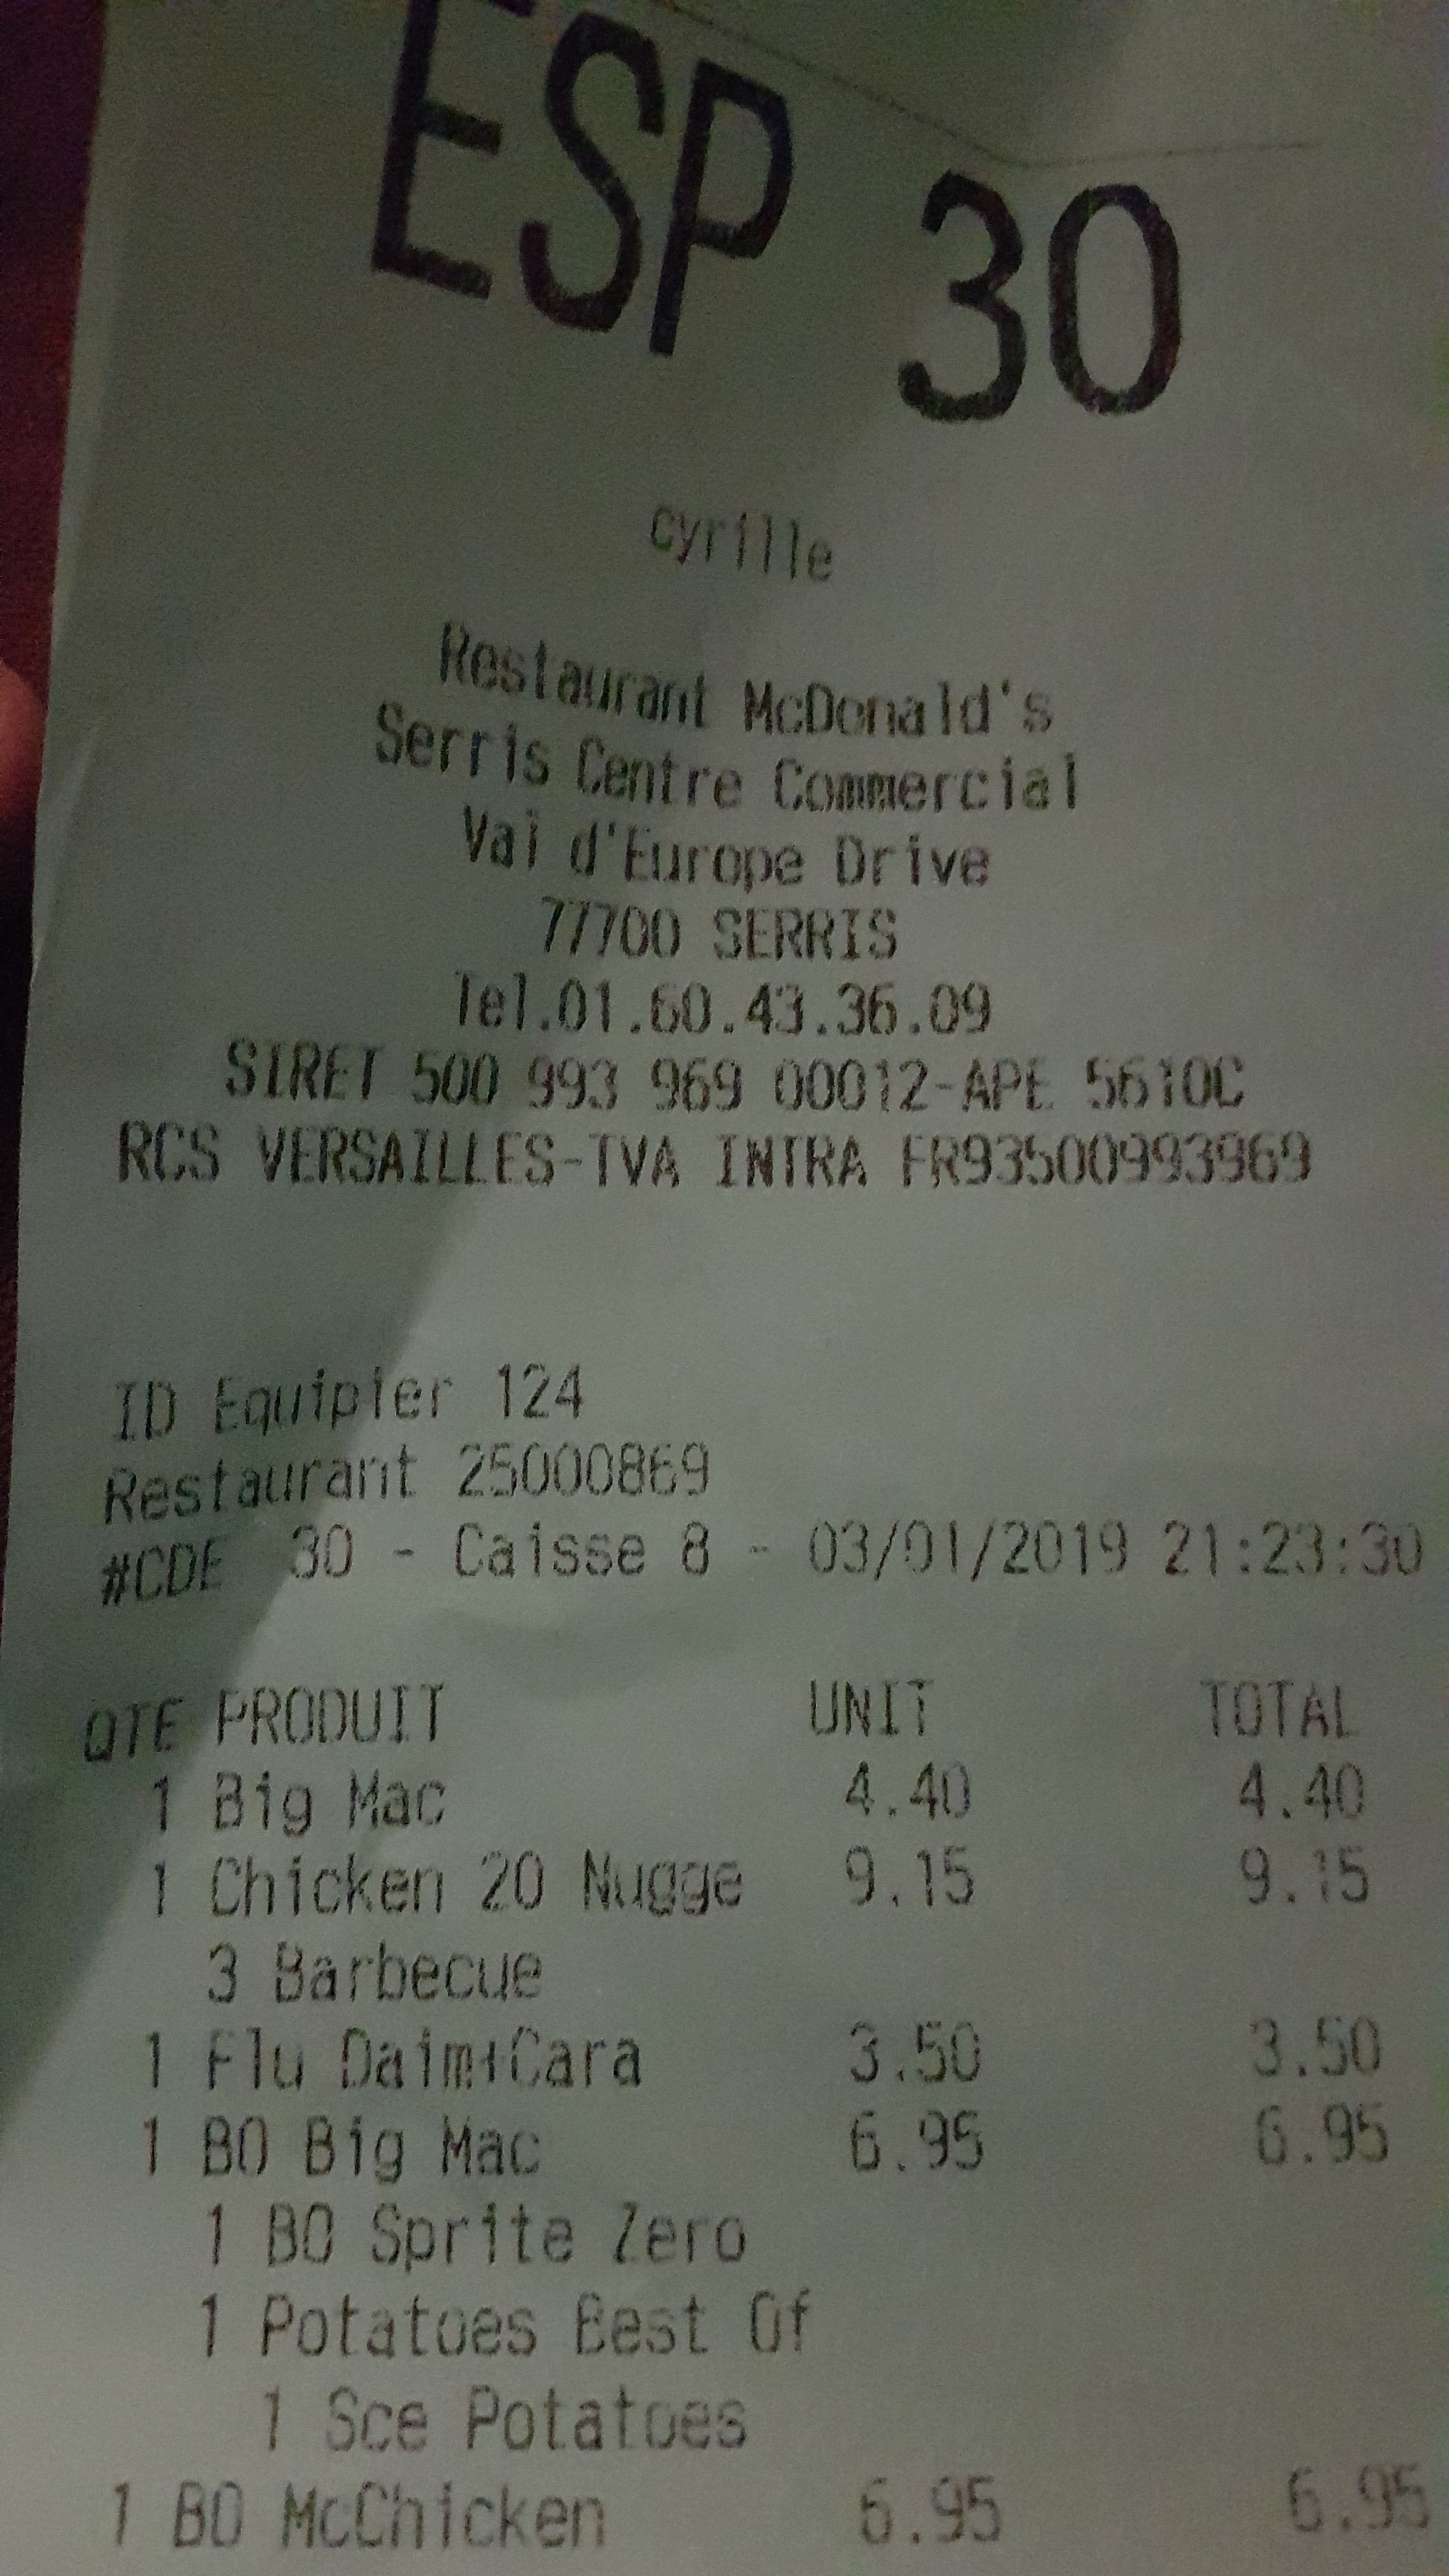 ESP 30
cyrille
Restaurant McDonald's
Serris Centre Commercial
Val d'Europe Drive
77700 SERRIS
Tel.01.60.43.36.09
SIRET 500 993 969 00012-APE 5610C
RCS VERSAILLES-TVA INTRA FR93500993969
ID Equipier 124
Restaurant 25000869
#CDE 30 - Caisse 8 - 03/01/2019 21:23:30
QTE PRODUIT UNIT TOTAL
1 Big Mac 4.40 4.40
1 Chicken 20 Nugge 9.15 9.15
3 Barbecue
1 Flu Daim+Cara 3.50 3.50
1 BO Big Mac 6.95 6.95
1 BO Sprite Zero
1 Potatoes Best Of
1 Sce Potatoes
1 BO McChicken 6.95 6.95